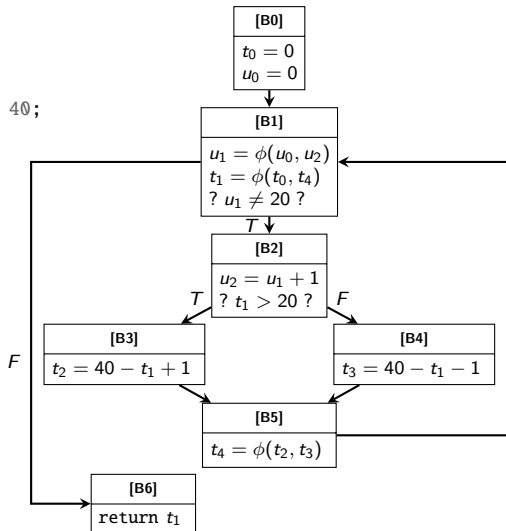 [B0]
t₀ = 0
u₀ = 0
40;
[B1]
u₁ = ϕ(u₀, u₂)
t₁ = ϕ(t₀, t₄)
? u₁ ≠ 20 ?
T
[B2]
u₂ = u₁ + 1
? t₁ > 20 ?
T
F
[B3]
t₂ = 40 − t₁ + 1
[B4]
t₃ = 40 − t₁ − 1
F
[B5]
t₄ = ϕ(t₂, t₃)
[B6]
return t₁